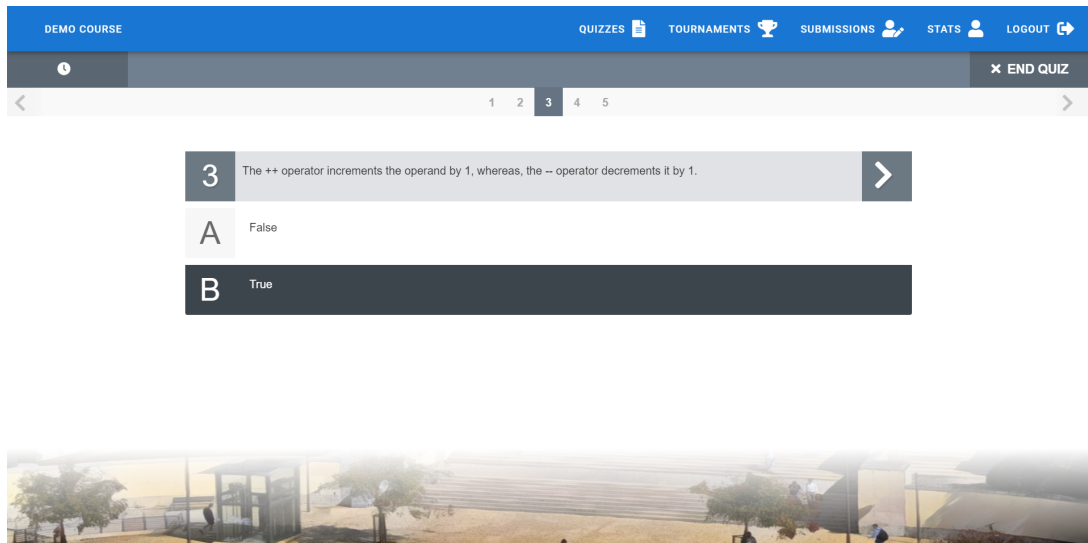 DEMO COURSE
QUIZZES TOURNAMENTS SUBMISSIONS STATS LOGOUT
END QUIZ
1 2 3 4 5
3 The ++ operator increments the operand by 1, whereas, the -- operator decrements it by 1.
A False
B True